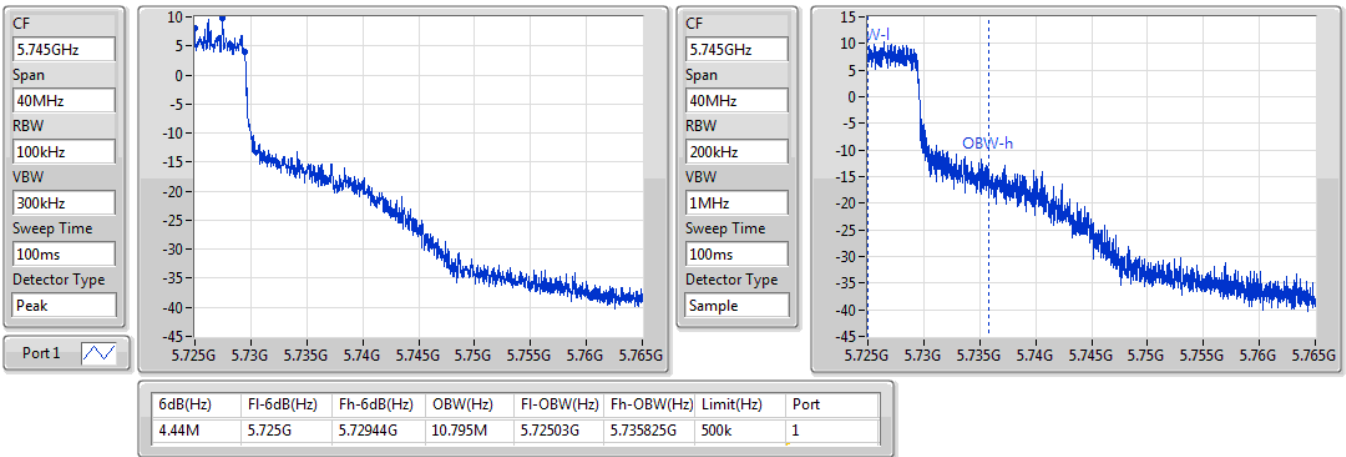 CF
5.745GHz
Span
40MHz
RBW
100kHz
VBW
300kHz
Sweep Time
100ms
Detector Type
Peak
Port 1
10
5
0
-5
-10
-15
-20
-25
-30
-35
-40
-45
5.725G 5.73G 5.735G 5.74G 5.745G 5.75G 5.755G 5.76G 5.765G
CF
5.745GHz
Span
40MHz
RBW
200kHz
VBW
1MHz
Sweep Time
100ms
Detector Type
Sample
15
10
5
0
-5
-10
-15
-20
-25
-30
-35
-40
-45
W-l
OBW-h
5.725G 5.73G 5.735G 5.74G 5.745G 5.75G 5.755G 5.76G 5.765G
6dB(Hz) Fl-6dB(Hz) Fh-6dB(Hz) OBW(Hz) Fl-OBW(Hz) Fh-OBW(Hz) Limit(Hz) Port
4.44M 5.725G 5.72944G 10.795M 5.72503G 5.735825G 500k 1